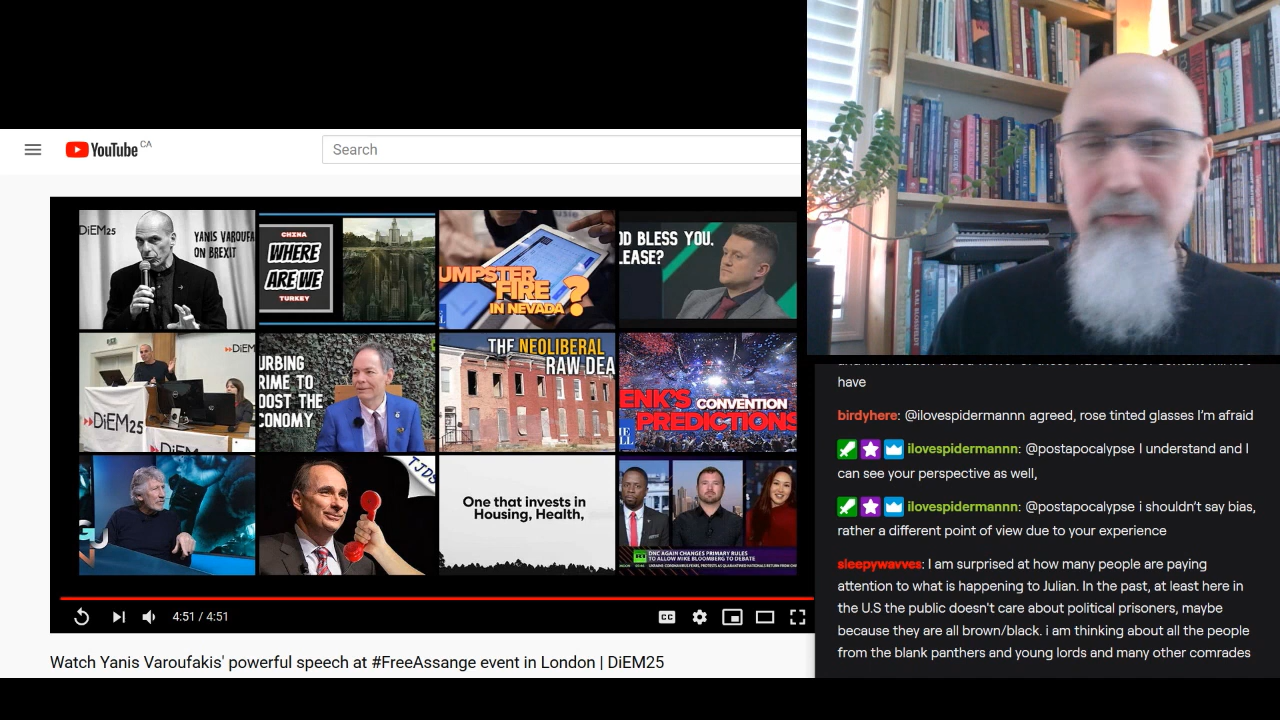 YouTube CA
Search
DiEM25
YANIS VAROUFA
ON BREXIT
CHINA
WHERE
ARE WE
TURKEY
UMPSTER
FIRE
IN NEVADA ?
OD BLESS YOU.
LEASE?
DiEM
DiEM25
DiEM25
URBING
RIME TO
OOST THE
CONOMY
THE NEOLIBERAL
RAW DEA
ENK'S CONVENTION
PREDICTIONS
TJDS
One that invests in
Housing, Health,
RT
DNC AGAIN CHANGES PRIMARY RULES
TO ALLOW MIKE BLOOMBERG TO DEBATE
4:51 / 4:51
CC
Watch Yanis Varoufakis' powerful speech at #FreeAssange event in London | DiEM25
have
birdyhere: @ilovespidermannn agreed, rose tinted glasses I'm afraid
ilovespidermannn: @postapocalypse I understand and I
can see your perspective as well,
ilovespidermannn: @postapocalypse i shouldn't say bias,
rather a different point of view due to your experience
sleepywavves: I am surprised at how many people are paying
attention to what is happening to Julian. In the past, at least here in
the U.S the public doesn't care about political prisoners, maybe
because they are all brown/black. i am thinking about all the people
from the blank panthers and young lords and many other comrades